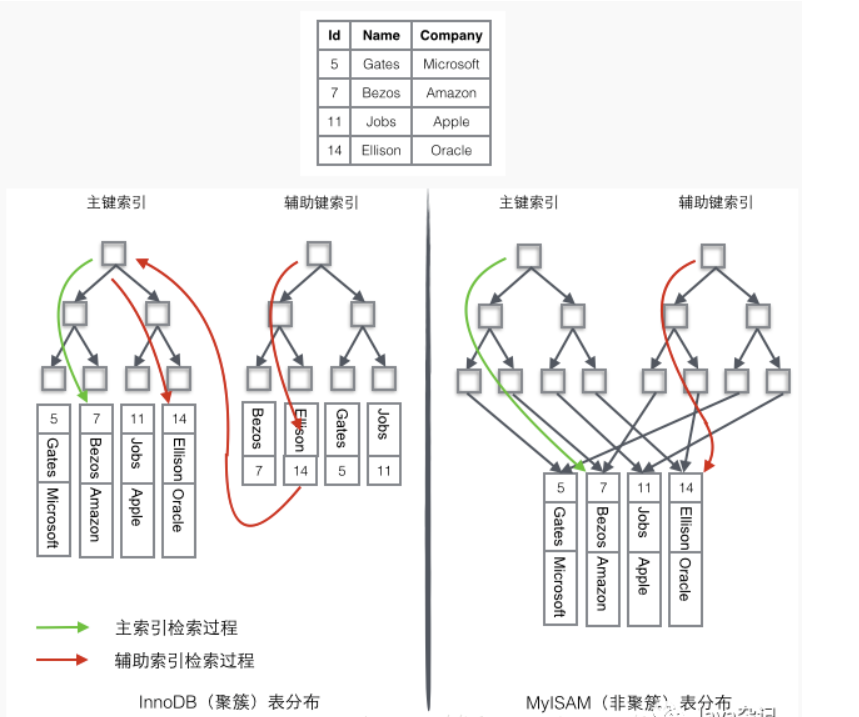 Id Name Company
5 Gates Microsoft
7 Bezos Amazon
11 Jobs Apple
14 Ellison Oracle
主键索引
辅助键索引
主键索引
辅助键索引
5 7 11 14
Gates Bezos Jobs Ellison
Microsoft Amazon Apple Oracle
Bezos Ellison Gates Jobs
7 14 5 11
5 7 11 14
Gates Bezos Jobs Ellison
Microsoft Amazon Apple Oracle
主索引检索过程
辅助索引检索过程
InnoDB（聚簇）表分布
MyISAM（非聚簇）表分布